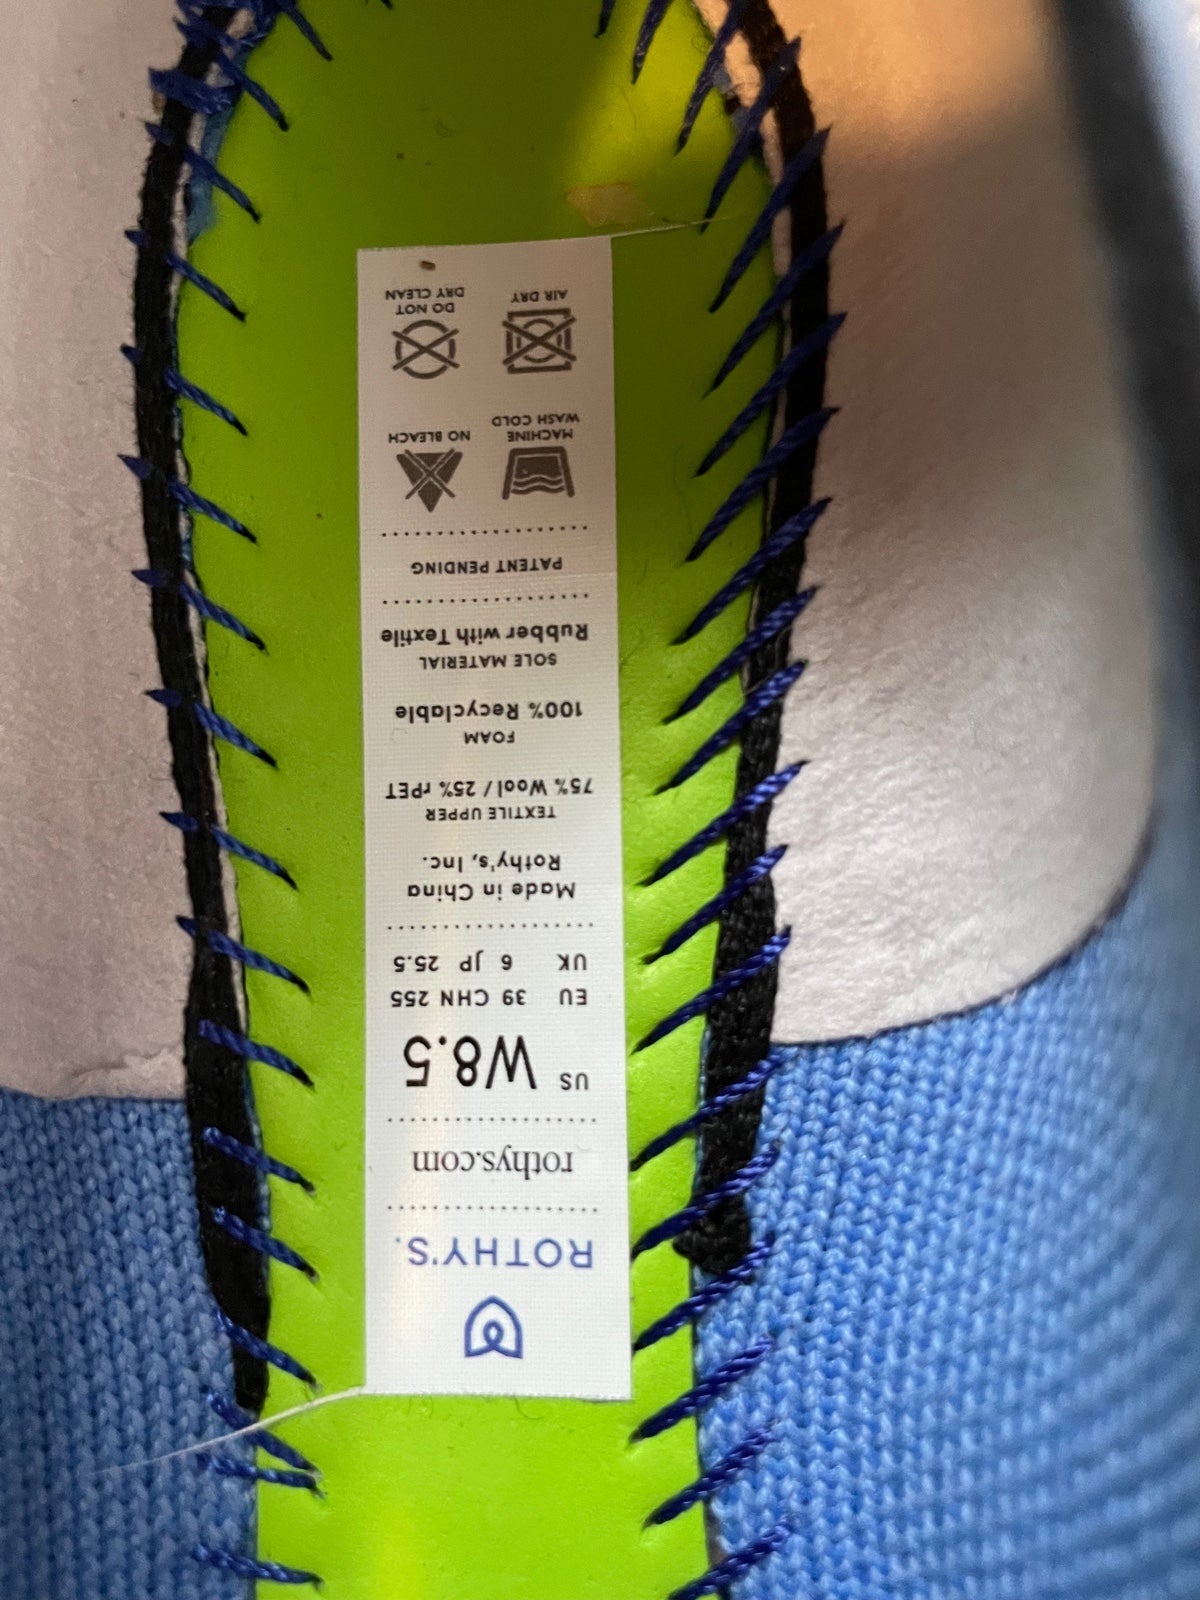 ROTHY'S.
rothys.com
US W8.5
EU 39 CHN 255
UK 6 JP 25.5
Made in China
Rothy's, Inc.
TEXTILE UPPER
75% Wool / 25% rPET
FOAM
100% Recyclable
SOLE MATERIAL
Rubber with Textile
PATENT PENDING
MACHINE
WASH COLD
NO BLEACH
AIR DRY
DO NOT
DRY CLEAN